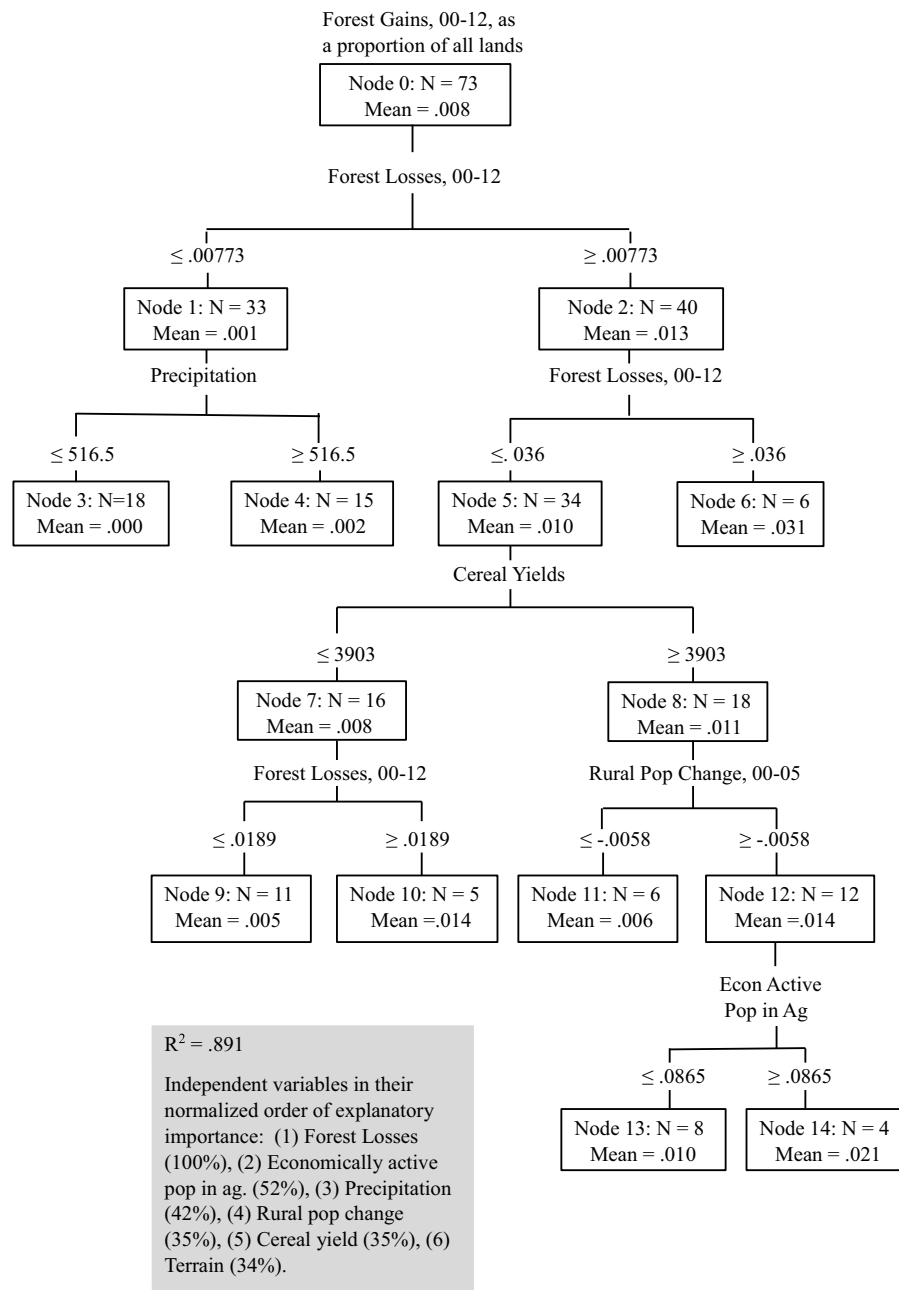 Forest Gains, 00-12, as
a proportion of all lands
Node 0: N = 73
Mean = .008
Forest Losses, 00-12
≤ .00773
≥ .00773
Node 1: N = 33
Mean = .001
Node 2: N = 40
Mean = .013
Precipitation
Forest Losses, 00-12
≤ 516.5
≥ 516.5
≤. 036
≥ .036
Node 3: N=18
Mean = .000
Node 4: N = 15
Mean = .002
Node 5: N = 34
Mean = .010
Node 6: N = 6
Mean = .031
Cereal Yields
≤ 3903
≥ 3903
Node 7: N = 16
Mean = .008
Node 8: N = 18
Mean = .011
Forest Losses, 00-12
Rural Pop Change, 00-05
≤ .0189
≥ .0189
≤ -.0058
≥ -.0058
Node 9: N = 11
Mean = .005
Node 10: N = 5
Mean =.014
Node 11: N = 6
Mean = .006
Node 12: N = 12
Mean =.014
Econ Active
Pop in Ag
≤ .0865
≥ .0865
Node 13: N = 8
Mean = .010
Node 14: N = 4
Mean =.021
R² = .891
Independent variables in their
normalized order of explanatory
importance: (1) Forest Losses
(100%), (2) Economically active
pop in ag. (52%), (3) Precipitation
(42%), (4) Rural pop change
(35%), (5) Cereal yield (35%), (6)
Terrain (34%).